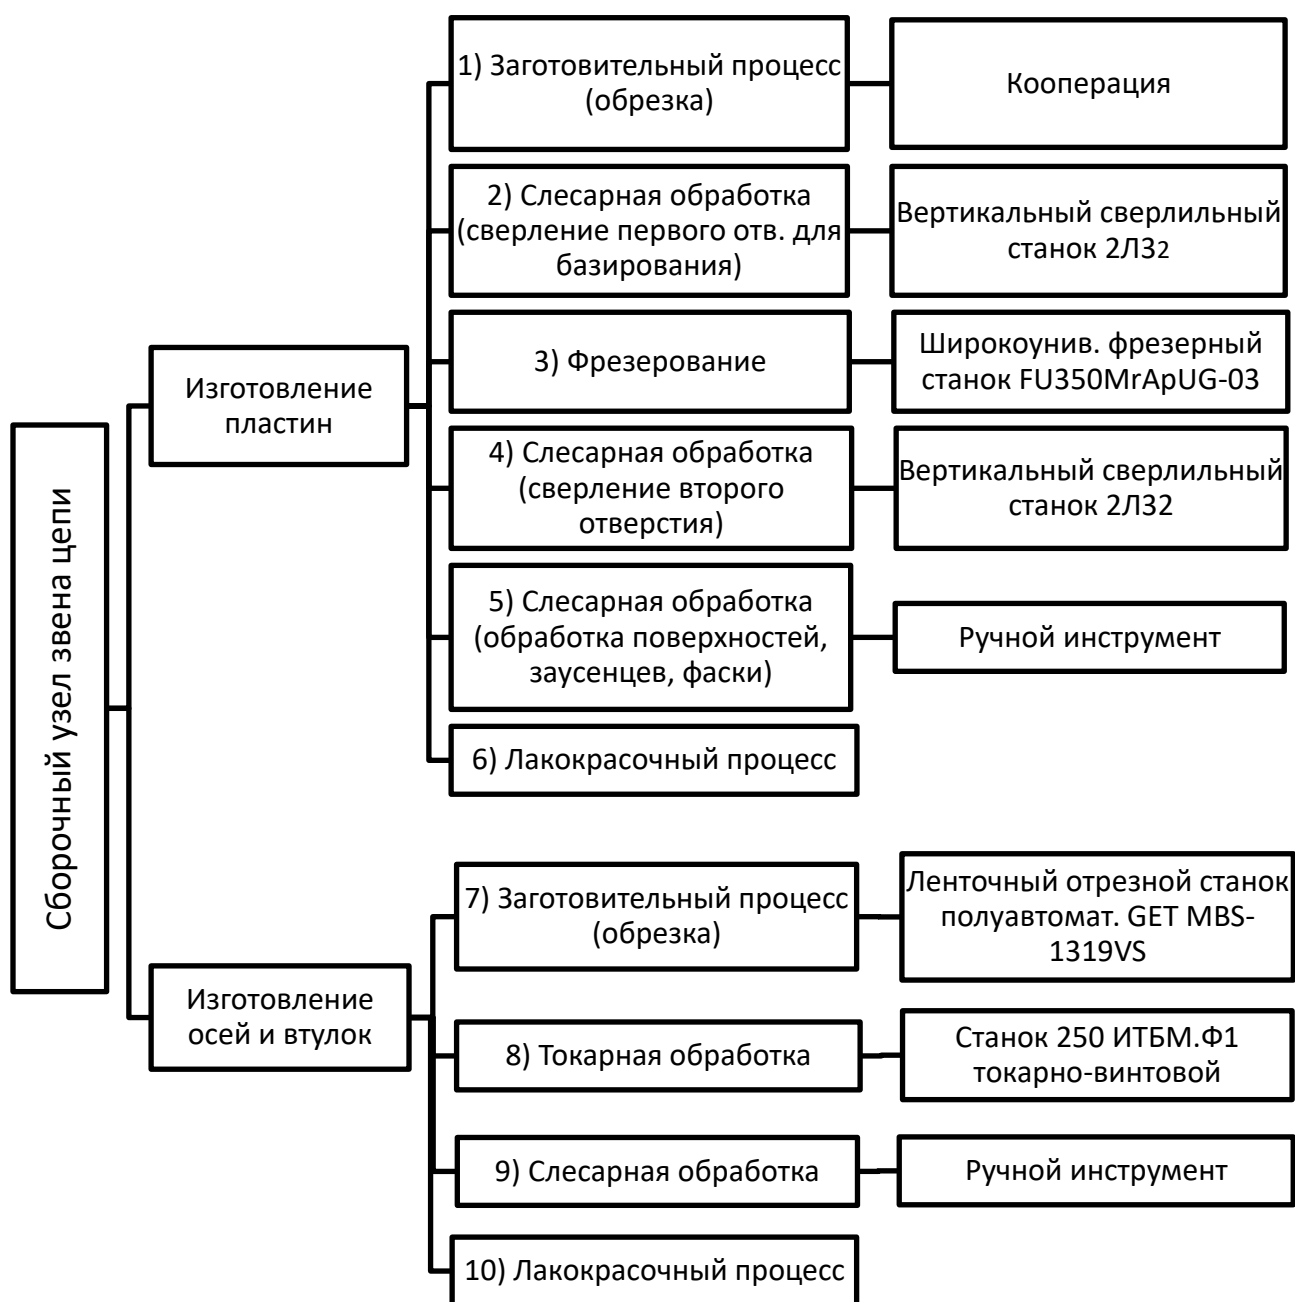 Сборочный узел звена цепи
Изготовление
пластин
1) Заготовительный процесс
(обрезка)
Кооперация
2) Слесарная обработка
(сверление первого отв. для
базирования)
Вертикальный сверлильный
станок 2Л32
3) Фрезерование
Широкоунив. фрезерный
станок FU350MrApUG-03
4) Слесарная обработка
(сверление второго
отверстия)
Вертикальный сверлильный
станок 2Л32
5) Слесарная обработка
(обработка поверхностей,
заусенцев, фаски)
Ручной инструмент
6) Лакокрасочный процесс
Изготовление
осей и втулок
7) Заготовительный процесс
(обрезка)
Ленточный отрезной станок
полуавтомат. GET MBS-
1319VS
8) Токарная обработка
Станок 250 ИТБМ.Ф1
токарно-винтовой
9) Слесарная обработка
Ручной инструмент
10) Лакокрасочный процесс